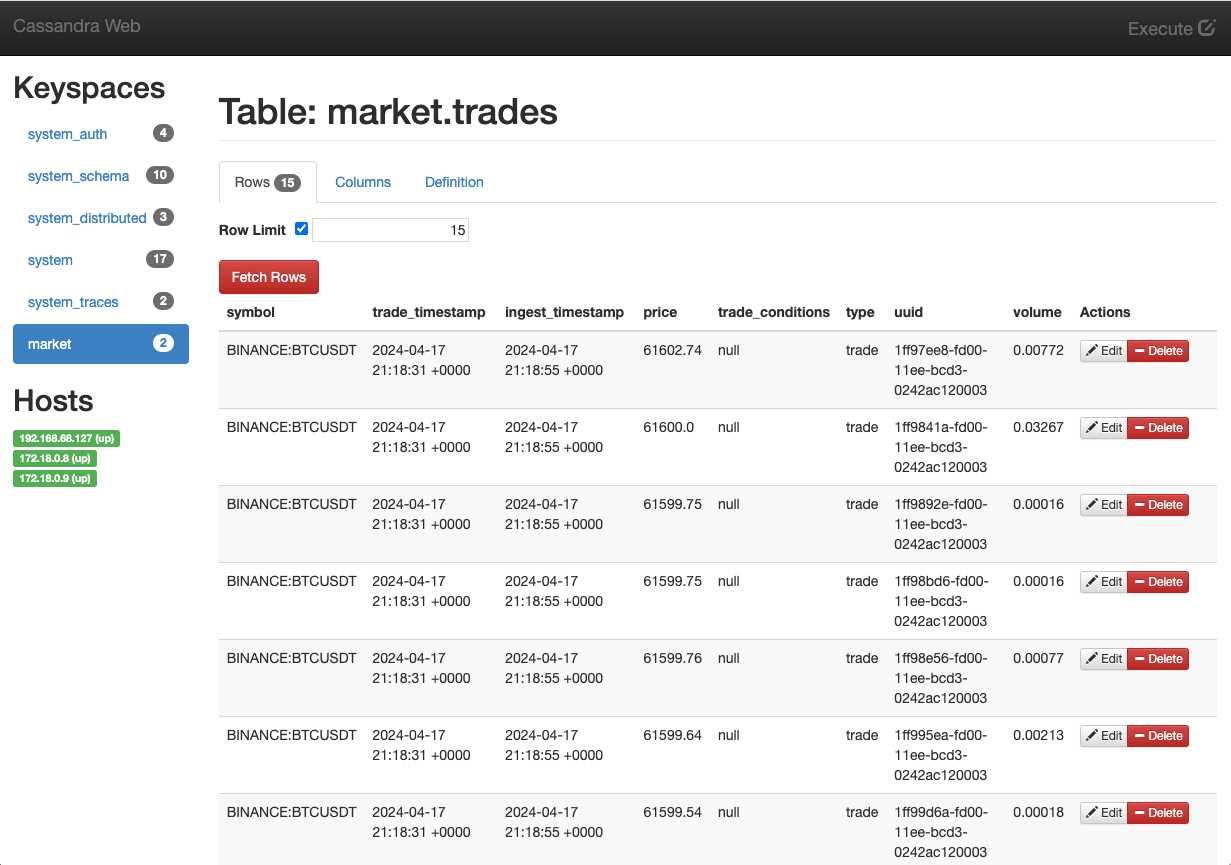 Cassandra Web
Execute
Keyspaces
system_auth 4
system_schema 10
system_distributed 3
system 17
system_traces 2
market 2
Hosts
192.168.68.127 (up)
172.18.0.8 (up)
172.18.0.9 (up)
Table: market.trades
Rows 15 Columns Definition
Row Limit 15
Fetch Rows
symbol trade_timestamp ingest_timestamp price trade_conditions type uuid volume Actions
BINANCE:BTCUSDT 2024-04-17 2024-04-17 61602.74 null trade 1ff97ee8-fd00- 0.00772 Edit Delete
21:18:31 +0000 21:18:55 +0000 11ee-bcd3-
0242ac120003
BINANCE:BTCUSDT 2024-04-17 2024-04-17 61600.0 null trade 1ff9841a-fd00- 0.03267 Edit Delete
21:18:31 +0000 21:18:55 +0000 11ee-bcd3-
0242ac120003
BINANCE:BTCUSDT 2024-04-17 2024-04-17 61599.75 null trade 1ff9892e-fd00- 0.00016 Edit Delete
21:18:31 +0000 21:18:55 +0000 11ee-bcd3-
0242ac120003
BINANCE:BTCUSDT 2024-04-17 2024-04-17 61599.75 null trade 1ff98bd6-fd00- 0.00016 Edit Delete
21:18:31 +0000 21:18:55 +0000 11ee-bcd3-
0242ac120003
BINANCE:BTCUSDT 2024-04-17 2024-04-17 61599.76 null trade 1ff98e56-fd00- 0.00077 Edit Delete
21:18:31 +0000 21:18:55 +0000 11ee-bcd3-
0242ac120003
BINANCE:BTCUSDT 2024-04-17 2024-04-17 61599.64 null trade 1ff995ea-fd00- 0.00213 Edit Delete
21:18:31 +0000 21:18:55 +0000 11ee-bcd3-
0242ac120003
BINANCE:BTCUSDT 2024-04-17 2024-04-17 61599.54 null trade 1ff99d6a-fd00- 0.00018 Edit Delete
21:18:31 +0000 21:18:55 +0000 11ee-bcd3-
0242ac120003